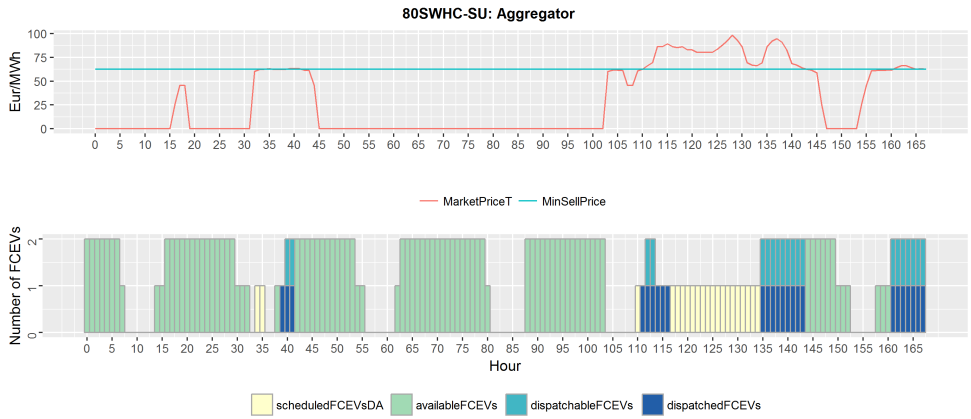 80SWHC-SU: Aggregator
Eur/MWh
100
75
50
25
0
0 5 10 15 20 25 30 35 40 45 50 55 60 65 70 75 80 85 90 95 100 105 110 115 120 125 130 135 140 145 150 155 160 165
MarketPriceT MinSellPrice
Number of FCEVs
2
1
0
0 5 10 15 20 25 30 35 40 45 50 55 60 65 70 75 80 85 90 95 100 105 110 115 120 125 130 135 140 145 150 155 160 165
Hour
scheduledFCEVsDA availableFCEVs dispatchableFCEVs dispatchedFCEVs